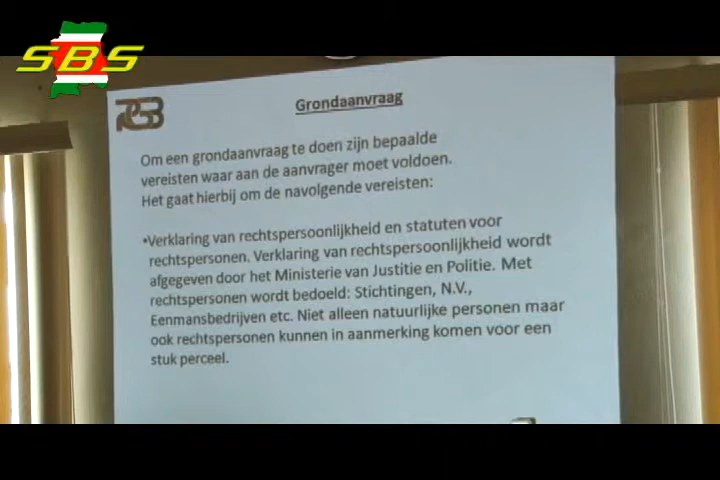 SBS
RGB
Grondaanvraag
Om een grondaanvraag te doen zijn bepaalde
vereisten waar aan de aanvrager moet voldoen.
Het gaat hierbij om de navolgende vereisten:
•Verklaring van rechtspersoonlijkheid en statuten voor
rechtspersonen. Verklaring van rechtspersoonlijkheid wordt
afgegeven door het Ministerie van Justitie en Politie. Met
rechtspersonen wordt bedoeld: Stichtingen, N.V.,
Eenmansbedrijven etc. Niet alleen natuurlijke personen maar
ook rechtspersonen kunnen in aanmerking komen voor een
stuk perceel.